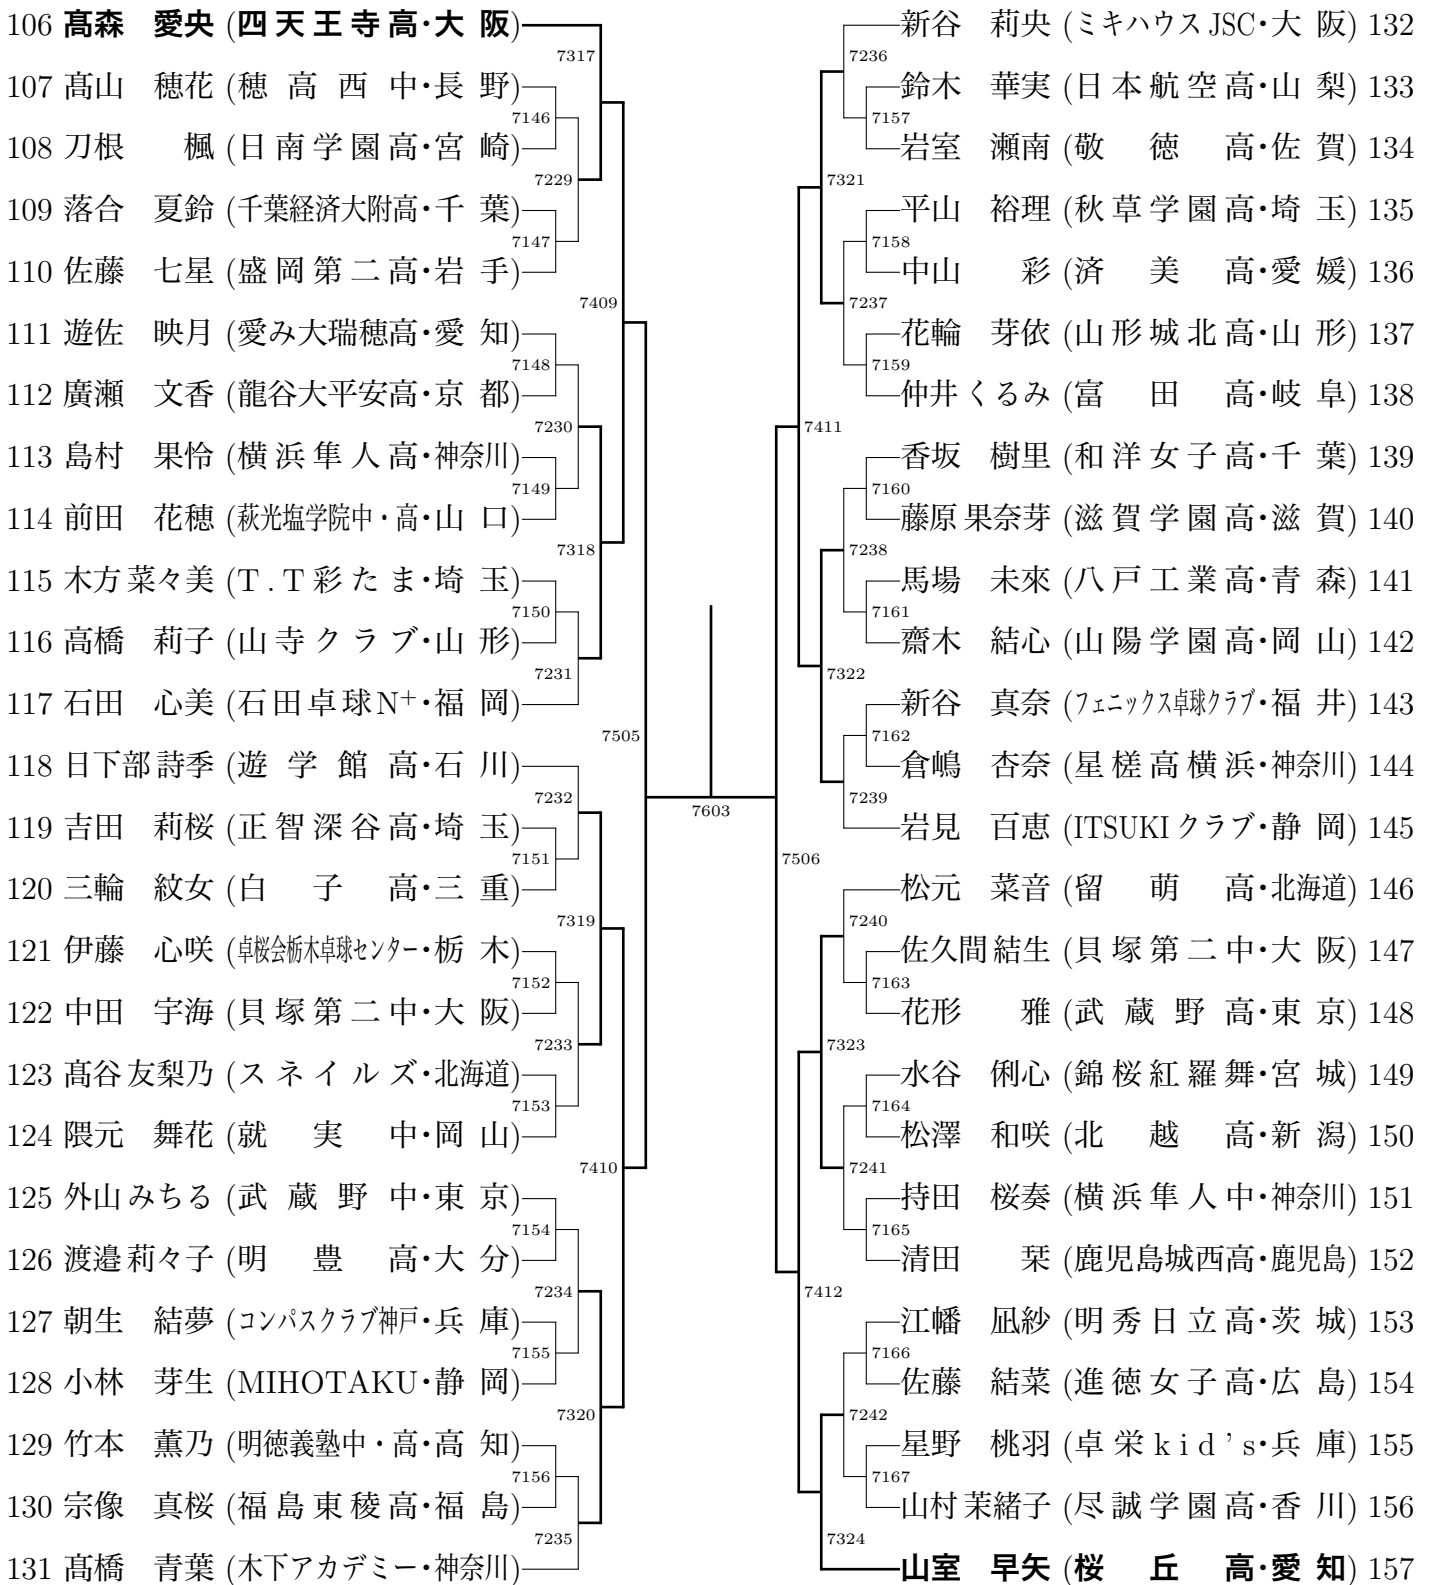 106 髙森 愛央 (四天王寺高・大阪)
7317
107 髙山 穂花 (穂高西中・長野)
7146
108 刀根 楓 (日南学園高・宮崎)
7229
109 落合 夏鈴 (千葉経済大附高・千葉)
7147
110 佐藤 七星 (盛岡第二高・岩手)
7409
111 遊佐 映月 (愛み大瑞穂高・愛知)
7148
112 廣瀬 文香 (龍谷大平安高・京都)
7230
113 島村 果怜 (横浜隼人高・神奈川)
7149
114 前田 花穂 (萩光塩学院中・高・山口)
7318
115 木方菜々美 (T.T彩たま・埼玉)
7150
116 高橋 莉子 (山寺クラブ・山形)
7231
117 石田 心美 (石田卓球N+・福岡)
7505
118 日下部詩季 (遊学館高・石川)
7232
119 吉田 莉桜 (正智深谷高・埼玉)
7151
120 三輪 紋女 (白子高・三重)
7319
121 伊藤 心咲 (卓桜会栃木卓球センター・栃木)
7152
122 中田 宇海 (貝塚第二中・大阪)
7233
123 髙谷友梨乃 (スネイルズ・北海道)
7153
124 隈元 舞花 (就実中・岡山)
7410
125 外山みちる (武蔵野中・東京)
7154
126 渡邉莉々子 (明豊高・大分)
7234
127 朝生 結夢 (コンパスクラブ神戸・兵庫)
7155
128 小林 芽生 (MIHOTAKU・静岡)
7320
129 竹本 薫乃 (明徳義塾中・高・高知)
7156
130 宗像 真桜 (福島東稜高・福島)
7235
131 髙橋 青葉 (木下アカデミー・神奈川)
7603
新谷 莉央 (ミキハウスJSC・大阪) 132
7236
鈴木 華実 (日本航空高・山梨) 133
7157
岩室 瀬南 (敬徳高・佐賀) 134
7321
平山 裕理 (秋草学園高・埼玉) 135
7158
中山 彩 (済美高・愛媛) 136
7237
花輪 芽依 (山形城北高・山形) 137
7159
仲井くるみ (富田高・岐阜) 138
7411
香坂 樹里 (和洋女子高・千葉) 139
7160
藤原果奈芽 (滋賀学園高・滋賀) 140
7238
馬場 未來 (八戸工業高・青森) 141
7161
齋木 結心 (山陽学園高・岡山) 142
7322
新谷 真奈 (フェニックス卓球クラブ・福井) 143
7162
倉嶋 杏奈 (星槎高横浜・神奈川) 144
7239
岩見 百恵 (ITSUKIクラブ・静岡) 145
7506
松元 菜音 (留萌高・北海道) 146
7240
佐久間結生 (貝塚第二中・大阪) 147
7163
花形 雅 (武蔵野高・東京) 148
7323
水谷 俐心 (錦桜紅羅舞・宮城) 149
7164
松澤 和咲 (北越高・新潟) 150
7241
持田 桜奏 (横浜隼人中・神奈川) 151
7165
清田 栞 (鹿児島城西高・鹿児島) 152
7412
江幡 凪紗 (明秀日立高・茨城) 153
7166
佐藤 結菜 (進徳女子高・広島) 154
7242
星野 桃羽 (卓栄kid's・兵庫) 155
7167
山村茉緒子 (尽誠学園高・香川) 156
7324
山室 早矢 (桜丘高・愛知) 157